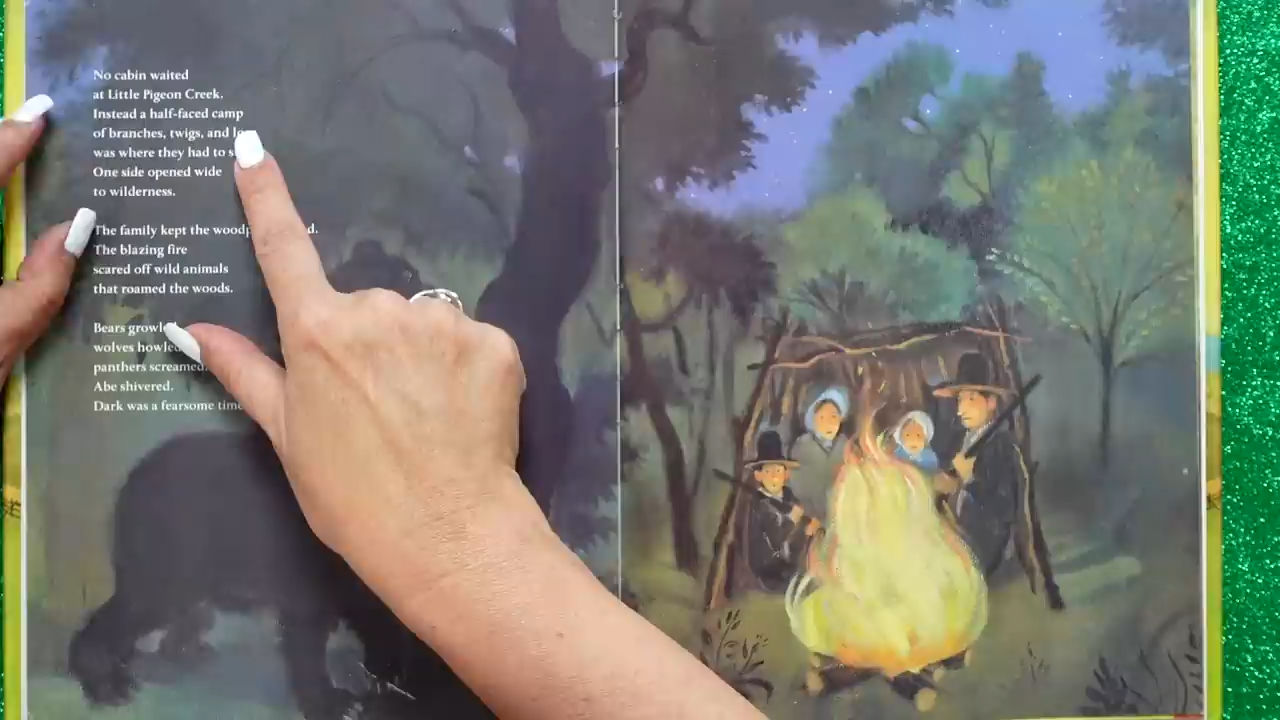 No cabin waited
at Little Pigeon Creek.
Instead a half-faced camp
of branches, twigs, and
was where they had to
One side opened wide
to wilderness.
The family kept the
The blazing fire
scared off wild animals
that roamed the woods.
Bears
wolves
panthers screamed.
Abe shivered.
Dark was a fearsome time